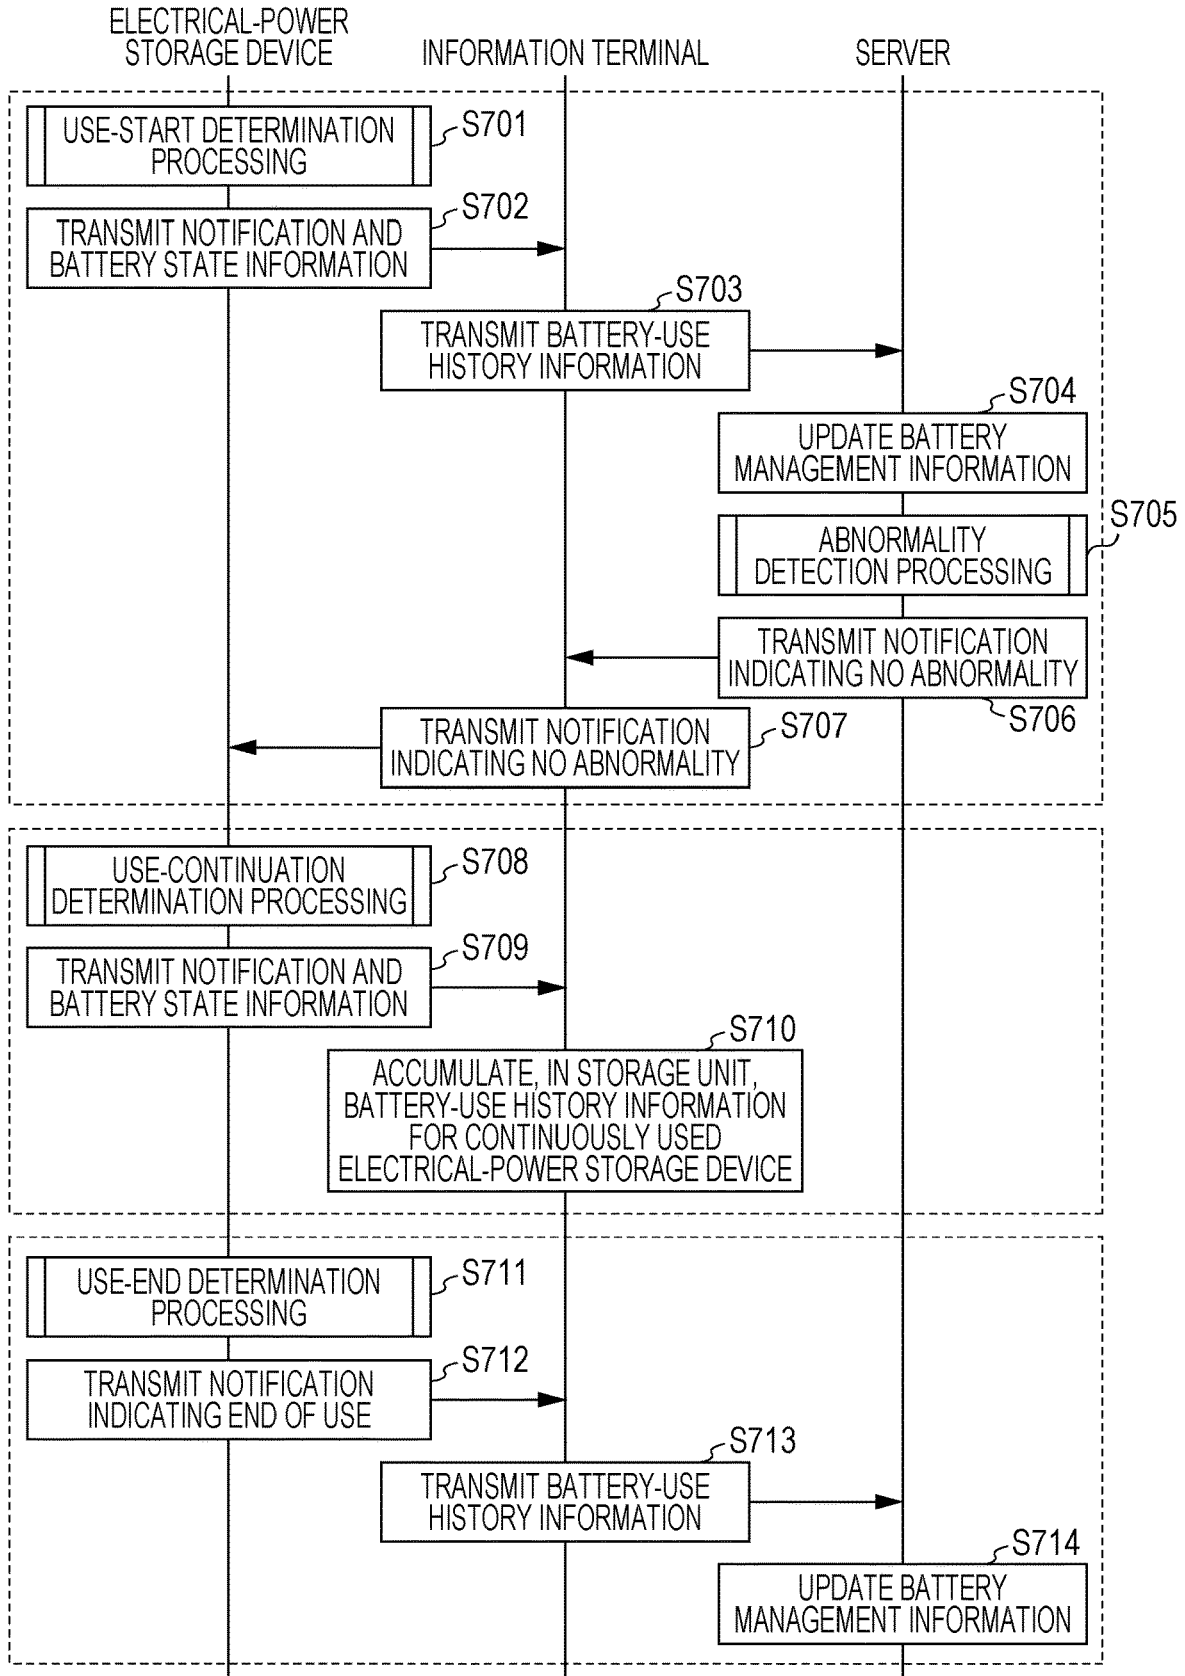 ELECTRICAL-POWER
STORAGE DEVICE
INFORMATION TERMINAL
SERVER
USE-START DETERMINATION
PROCESSING
S701
TRANSMIT NOTIFICATION AND
BATTERY STATE INFORMATION
S702
S703
TRANSMIT BATTERY-USE
HISTORY INFORMATION
S704
UPDATE BATTERY
MANAGEMENT INFORMATION
S705
ABNORMALITY
DETECTION PROCESSING
TRANSMIT NOTIFICATION
INDICATING NO ABNORMALITY
S706
TRANSMIT NOTIFICATION
INDICATING NO ABNORMALITY
S707
USE-CONTINUATION
DETERMINATION PROCESSING
S708
TRANSMIT NOTIFICATION AND
BATTERY STATE INFORMATION
S709
S710
ACCUMULATE, IN STORAGE UNIT,
BATTERY-USE HISTORY INFORMATION
FOR CONTINUOUSLY USED
ELECTRICAL-POWER STORAGE DEVICE
USE-END DETERMINATION
PROCESSING
S711
TRANSMIT NOTIFICATION
INDICATING END OF USE
S712
S713
TRANSMIT BATTERY-USE
HISTORY INFORMATION
S714
UPDATE BATTERY
MANAGEMENT INFORMATION